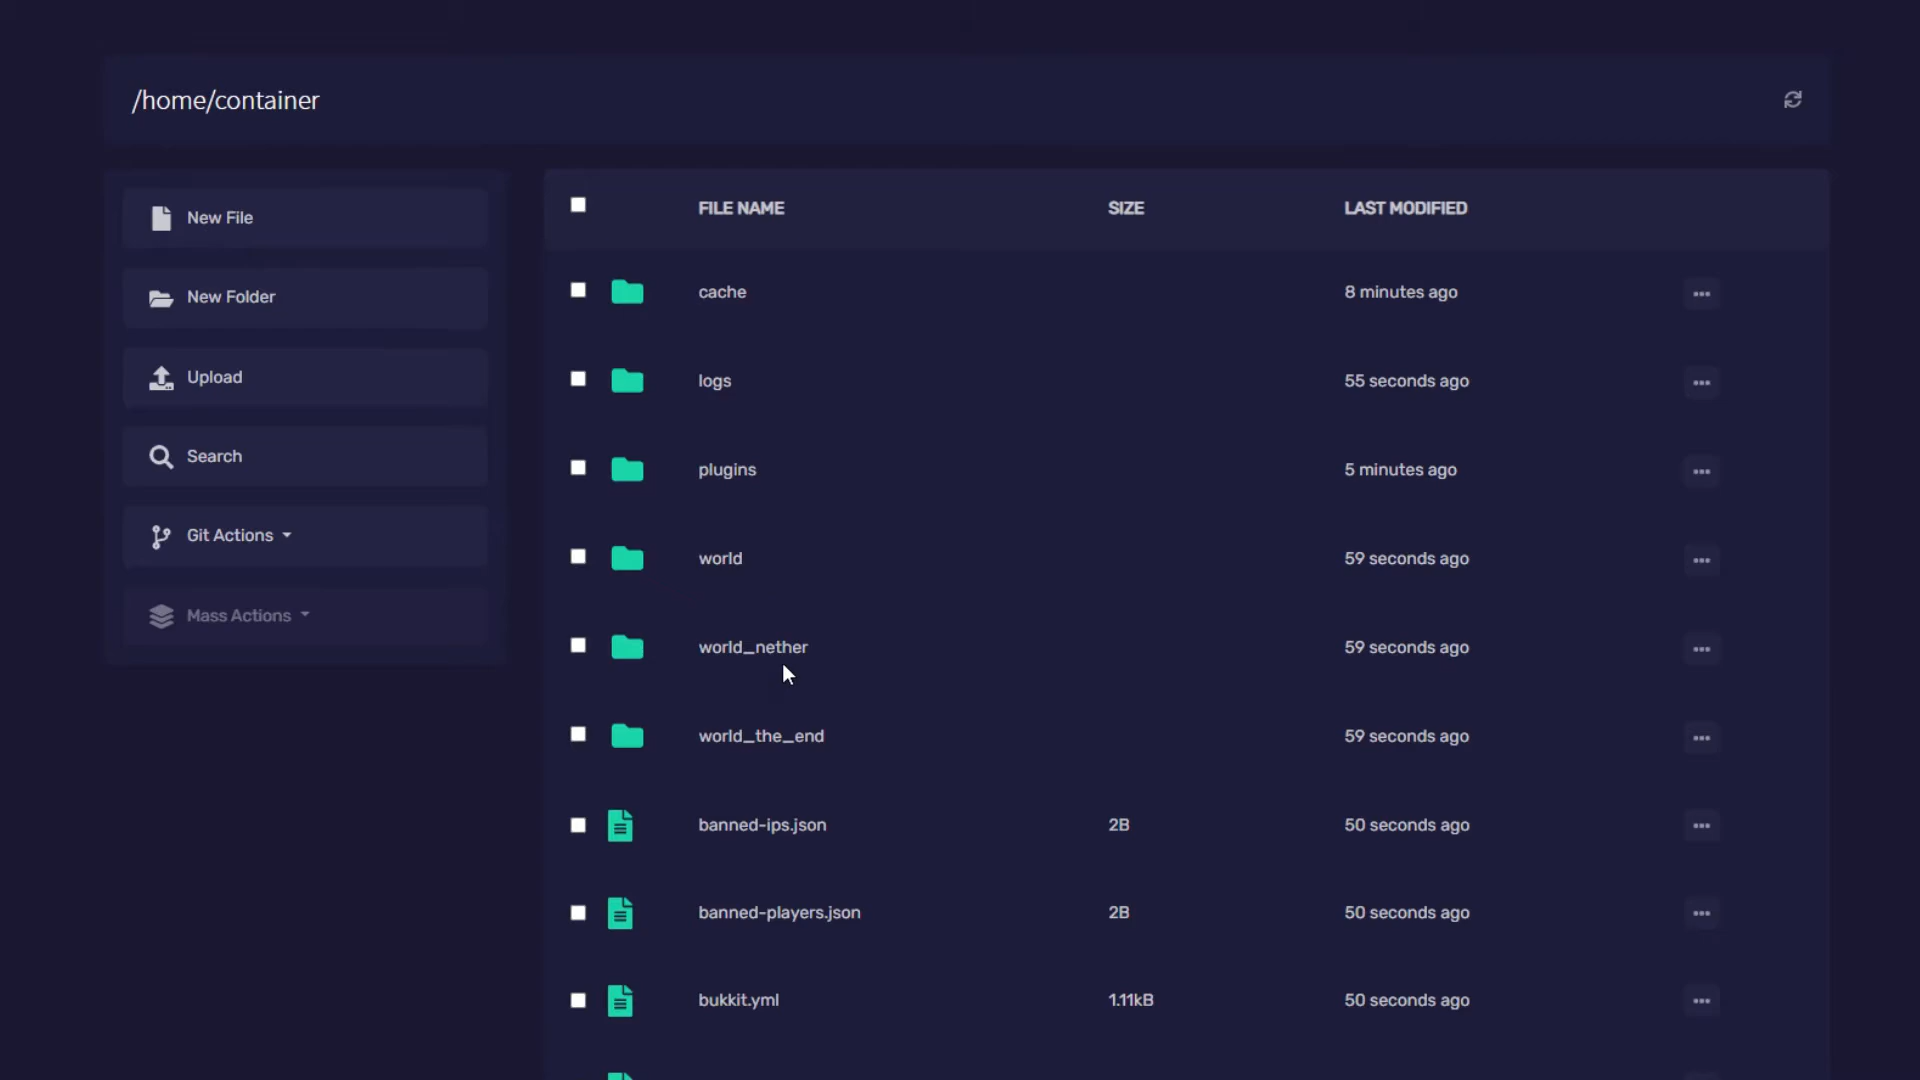 /home/container
New File
New Folder
Upload
Search
Git Actions
Mass Actions
FILE NAME SIZE LAST MODIFIED
cache 8 minutes ago
logs 55 seconds ago
plugins 5 minutes ago
world 59 seconds ago
world_nether 59 seconds ago
world_the_end 59 seconds ago
banned-ips.json 2B 50 seconds ago
banned-players.json 2B 50 seconds ago
bukkit.yml 1.11kB 50 seconds ago